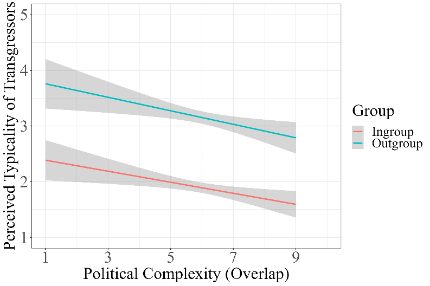 Perceived Typicality of Transgressors
5
4
3
2
1
1 3 5 7 9
Political Complexity (Overlap)
Group
Ingroup
Outgroup